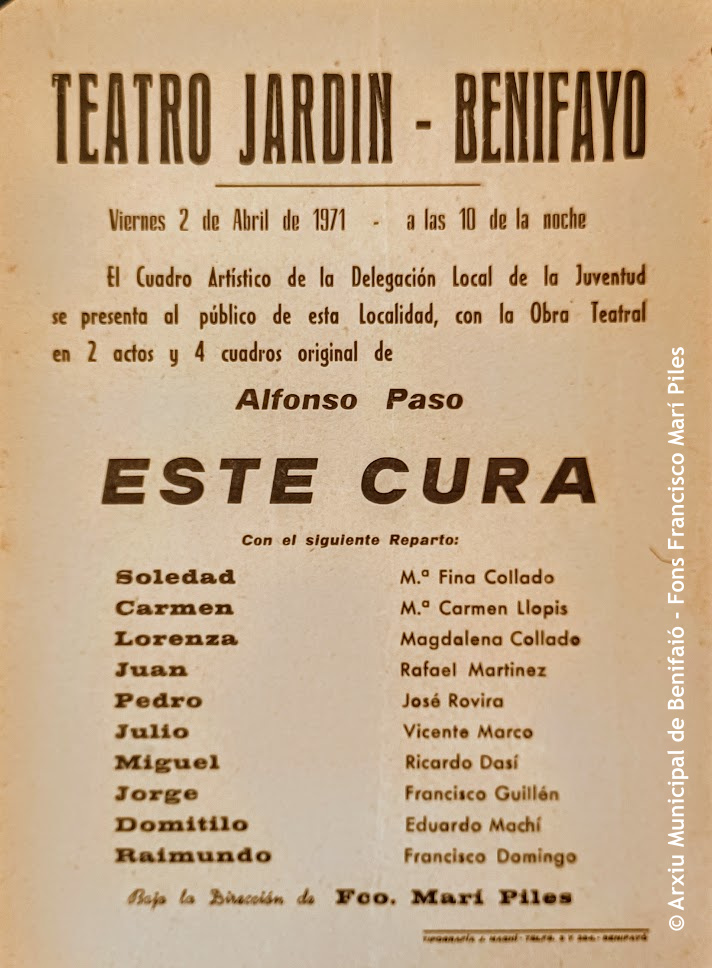 TEATRO JARDIN - BENIFAYO
Viernes 2 de Abril de 1971 - a las 10 de la noche
El Cuadro Artístico de la Delegación Local de la Juventud
se presenta al público de esta Localidad, con la Obra Teatral
en 2 actos y 4 cuadros original de
Alfonso Paso
ESTE CURA
Con el siguiente Reparto:
Soledad M.ª Fina Collado
Carmen M.ª Carmen Llopis
Lorenza Magdalena Collado
Juan Rafael Martinez
Pedro José Rovira
Julio Vicente Marco
Miguel Ricardo Dasí
Jorge Francisco Guillén
Domitilo Eduardo Machí
Raimundo Francisco Domingo
Bajo la Dirección de Fco. Marí Piles
TIPOGRAFÍA J. - TELFS. - BENIFAYÓ
© Arxiu Municipal de Benifaió - Fons Francisco Marí Piles